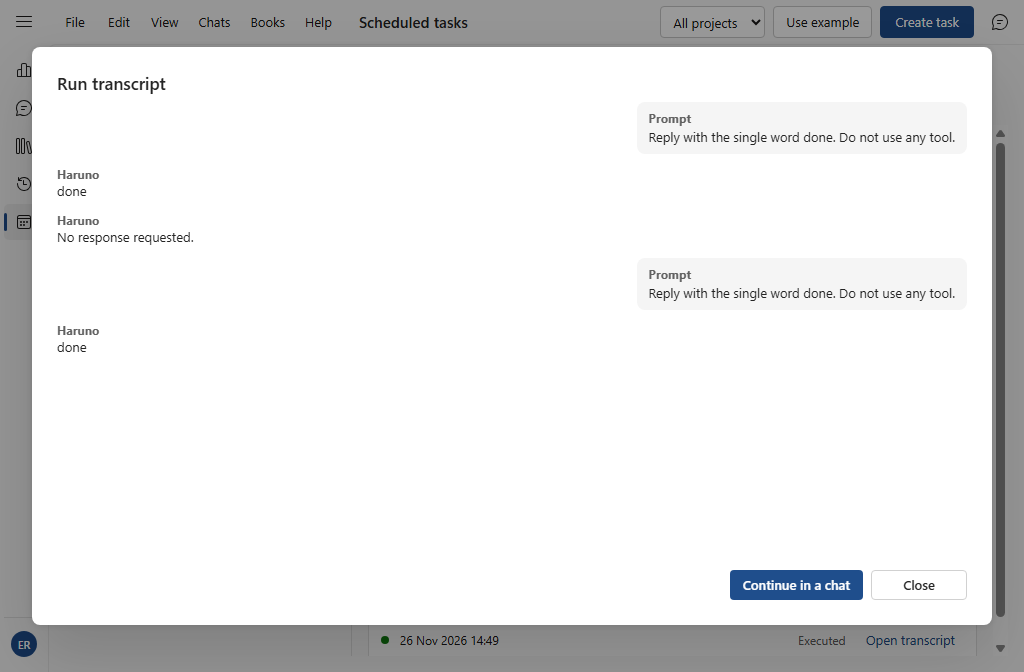 File Edit View Chats Books Help Scheduled tasks All projects Use example Create task
Run transcript
Prompt
Reply with the single word done. Do not use any tool.
Haruno
done
Haruno
No response requested.
Prompt
Reply with the single word done. Do not use any tool.
Haruno
done
Continue in a chat Close
ER 26 Nov 2026 14:49 Executed Open transcript